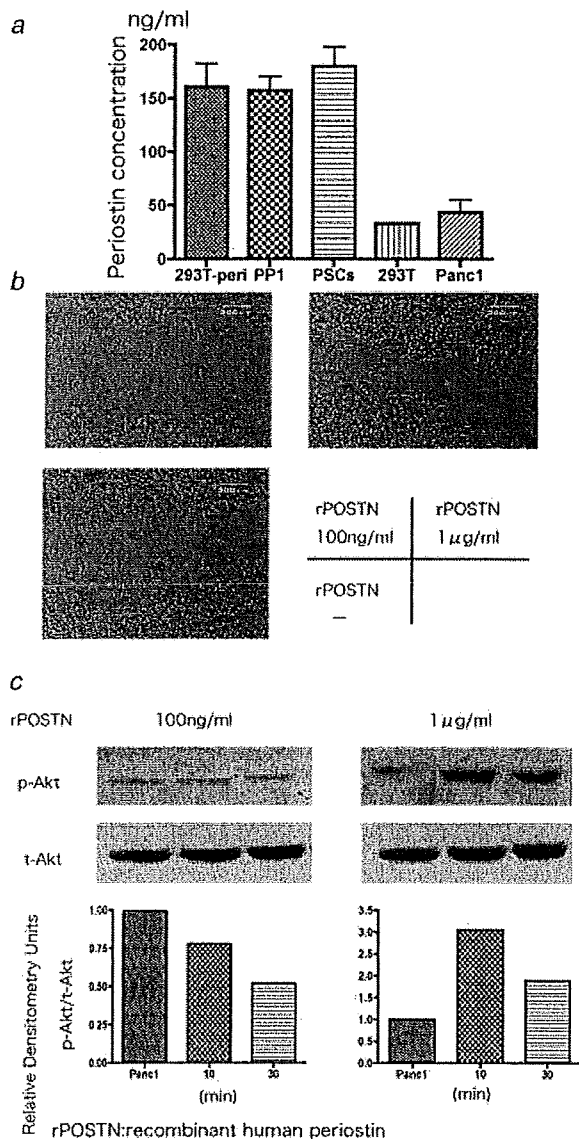 a
ng/ml
Periostin concentration
200
150
100
50
0
293T-peri PP1 PSCs 293T Panc1
b
rPOSTN rPOSTN
100ng/ml 1μg/ml
rPOSTN
—
c
rPOSTN 100ng/ml 1μg/ml
p-Akt
t-Akt
Relative Densitometry Units
p-Akt/t-Akt
1.00
0.75
0.50
0.25
0.00
Panc1 10 30
(min)
3.5
3.0
2.5
2.0
1.5
1.0
0.5
0.0
Panc1 10 30
(min)
rPOSTN:recombinant human periostin